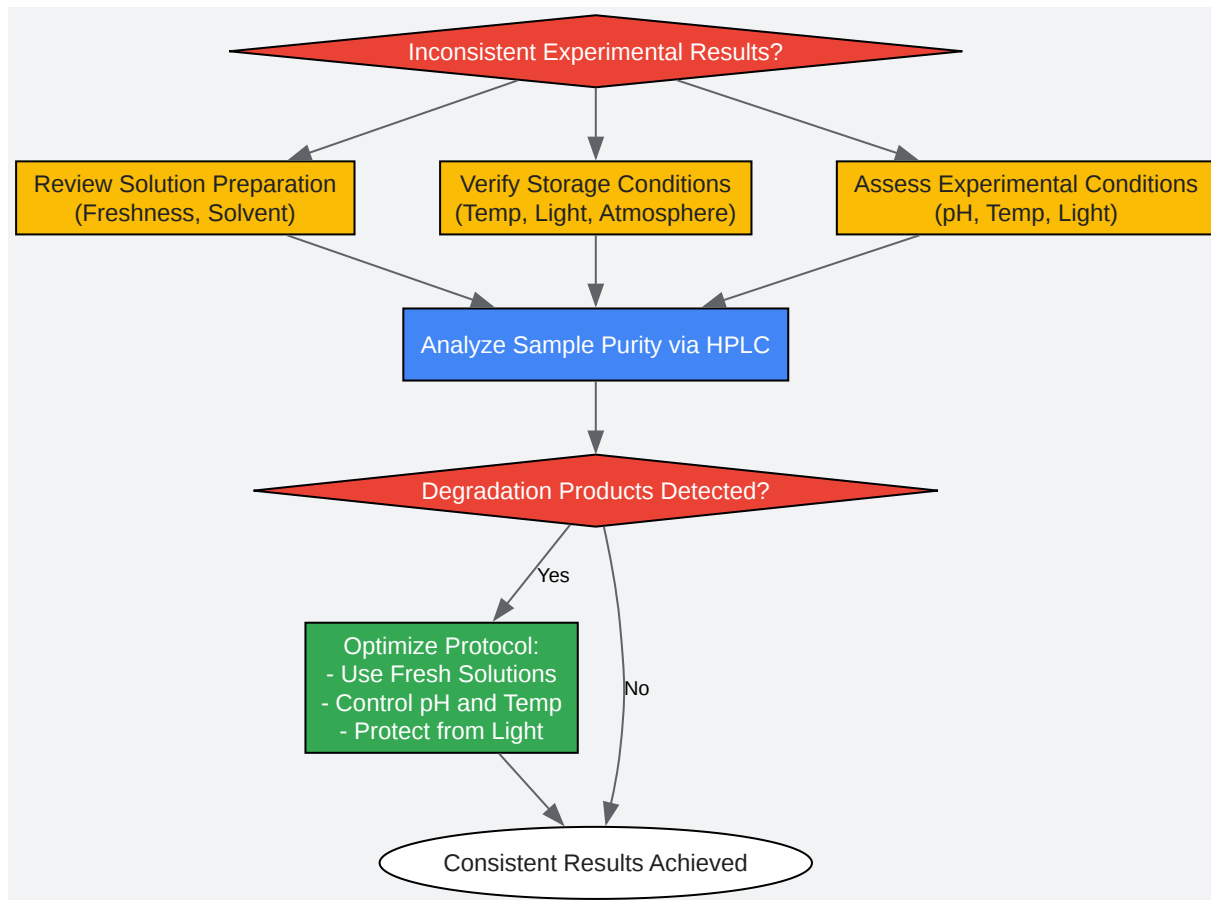 Inconsistent Experimental Results?
Review Solution Preparation
(Freshness, Solvent)
Verify Storage Conditions
(Temp, Light, Atmosphere)
Assess Experimental Conditions
(pH, Temp, Light)
Analyze Sample Purity via HPLC
Degradation Products Detected?
Yes
Optimize Protocol:
- Use Fresh Solutions
- Control pH and Temp
- Protect from Light
No
Consistent Results Achieved